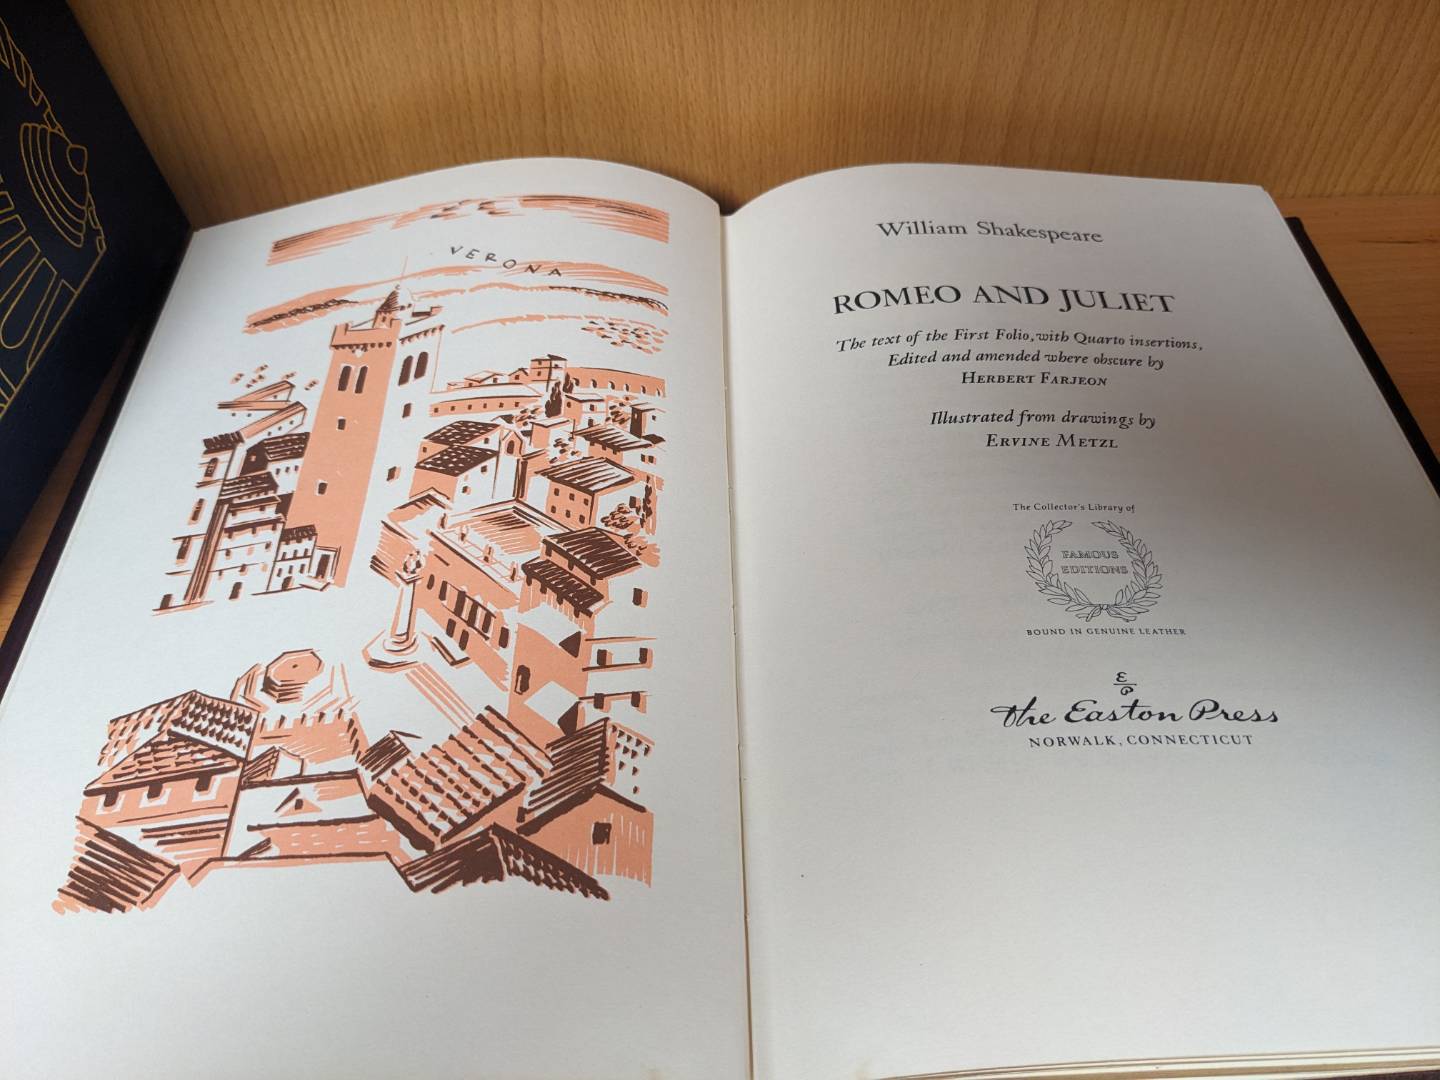 VERONA
William Shakespeare
ROMEO AND JULIET
The text of the First Folio, with Quarto insertions,
Edited and amended where obscure by
HERBERT FARJEON
Illustrated from drawings by
ERVINE METZL
The Collector's Library of
FAMOUS
EDITIONS
BOUND IN GENUINE LEATHER
E
P
The Easton Press
NORWALK, CONNECTICUT